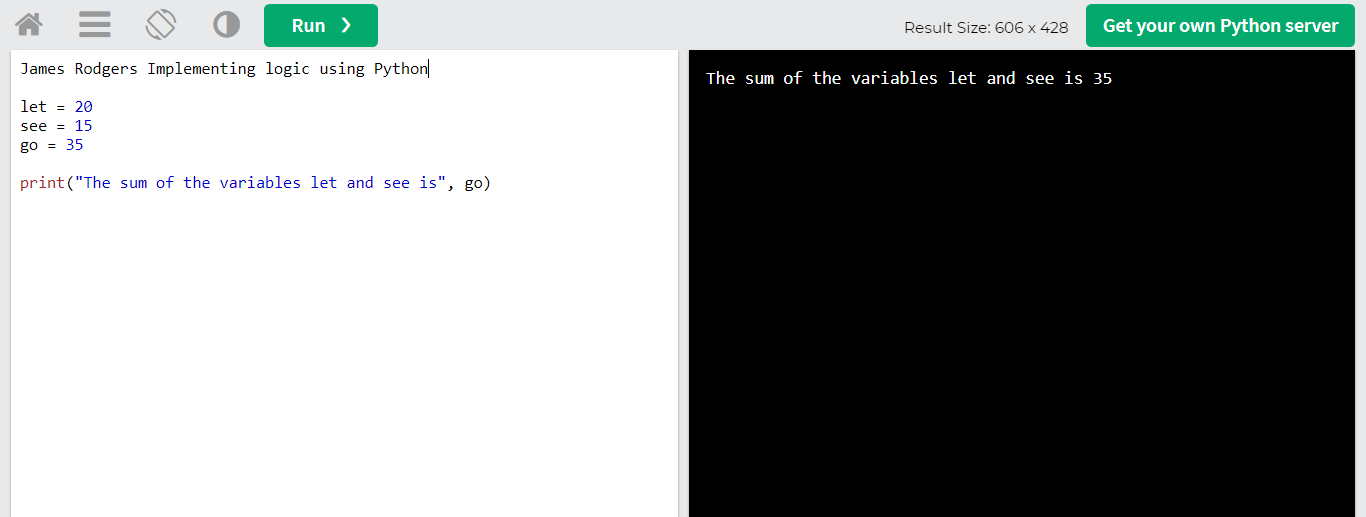 Run ❯
Result Size: 606 x 428
Get your own Python server
James Rodgers Implementing logic using Python
let = 20
see = 15
go = 35
print("The sum of the variables let and see is", go)
The sum of the variables let and see is 35